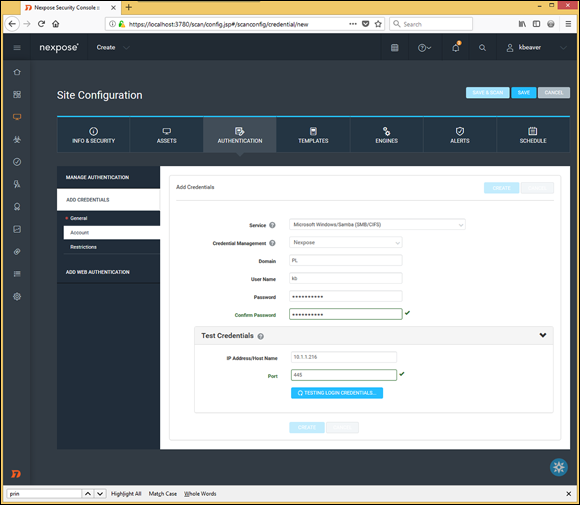 Nexpose Security Console ::
https://localhost:3780/scan/config.jsp#/scanconfig/credential/new
Search
nexpose
Create
kbeaver
Site Configuration
SAVE & SCAN
SAVE
CANCEL
INFO & SECURITY
ASSETS
AUTHENTICATION
TEMPLATES
ENGINES
ALERTS
SCHEDULE
MANAGE AUTHENTICATION
ADD CREDENTIALS
General
Account
Restrictions
ADD WEB AUTHENTICATION
Add Credentials
CREATE
Service
Microsoft Windows/Samba (SMB/CIFS)
Credential Management
Nexpose
Domain
PL
User Name
kb
Password
••••••••••
Confirm Password
••••••••••
Test Credentials
IP Address/Host Name
10.1.1.216
Port
445
TESTING LOGIN CREDENTIALS...
CREATE
prin
Highlight All
Match Case
Whole Words